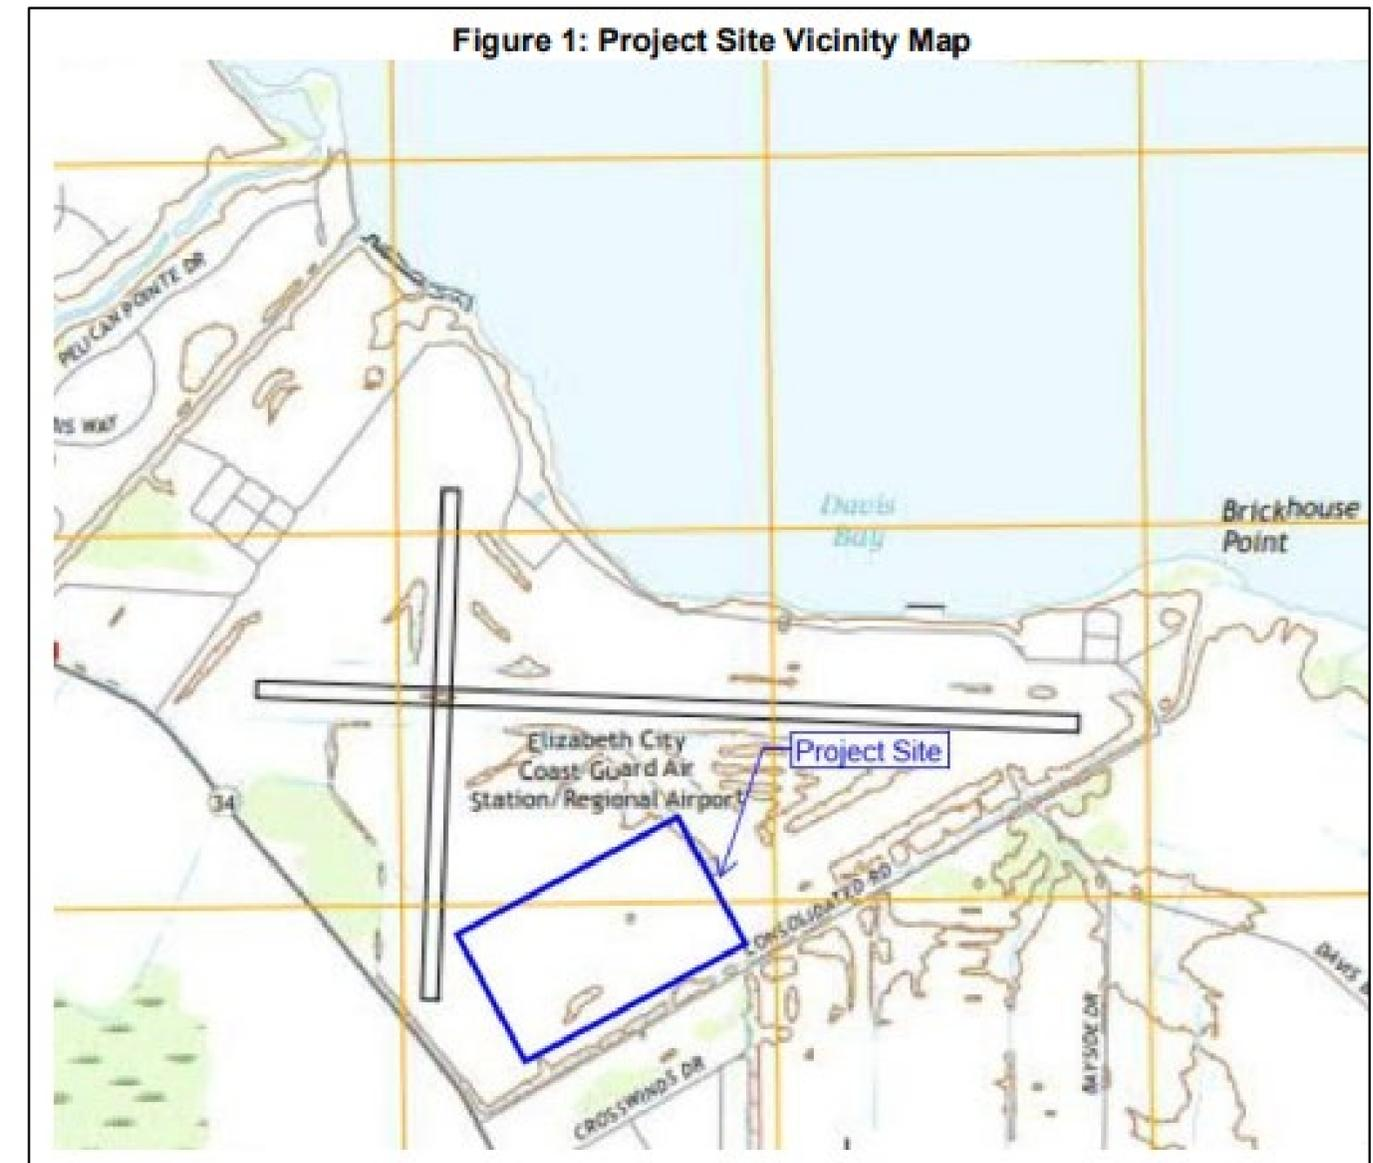 Figure 1: Project Site Vicinity Map
PELICAN POINTE DR
WAY
Davis
Bay
Brickhouse
Point
Elizabeth City
Coast Guard Air
Station/Regional Airport
Project Site
34
CONSOLIDATED RD
DAVIS
BAYSIDE DR
CROSSWINDS DR